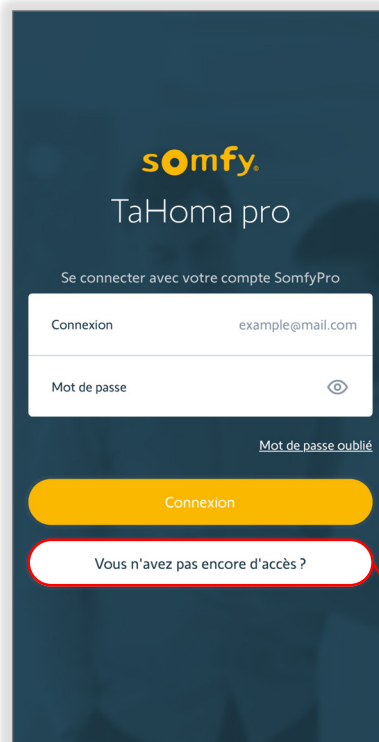 somfy.
TaHoma pro
Se connecter avec votre compte SomfyPro
Connexion example@mail.com
Mot de passe
Mot de passe oublié
Connexion
Vous n'avez pas encore d'accès ?